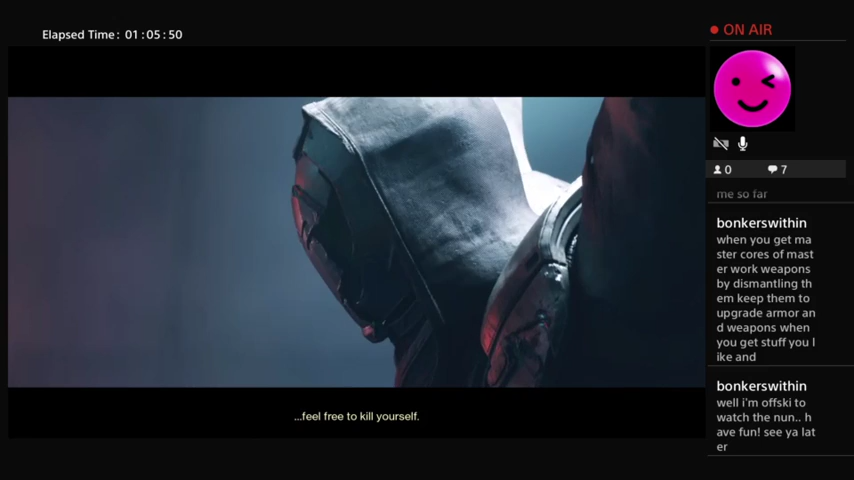 Elapsed Time: 01:05:50
ON AIR
0 7
me so far
bonkerswithin
when you get ma
ster cores of mast
er work weapons
by dismantling th
em keep them to
upgrade armor an
d weapons when
you get stuff you l
ike and
bonkerswithin
well i'm offski to
watch the nun.. h
ave fun! see ya lat
er
...feel free to kill yourself.